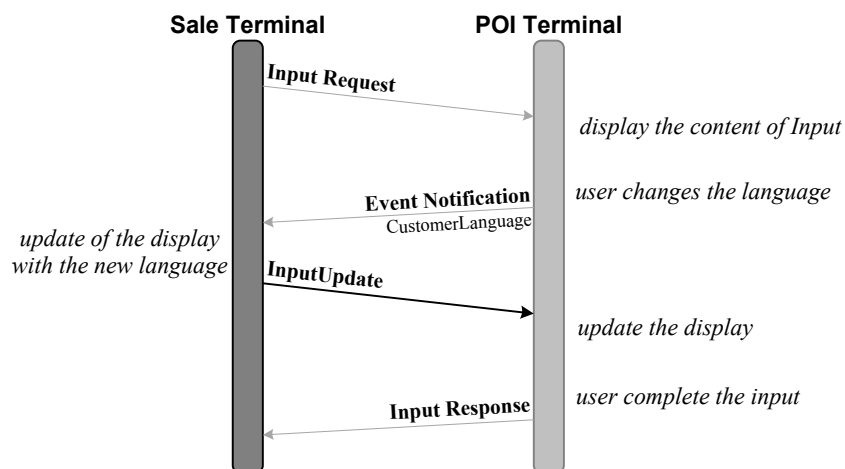 Sale Terminal
POI Terminal
Input Request
display the content of Input
Event Notification
user changes the language
CustomerLanguage
update of the display
with the new language
InputUpdate
update the display
user complete the input
Input Response